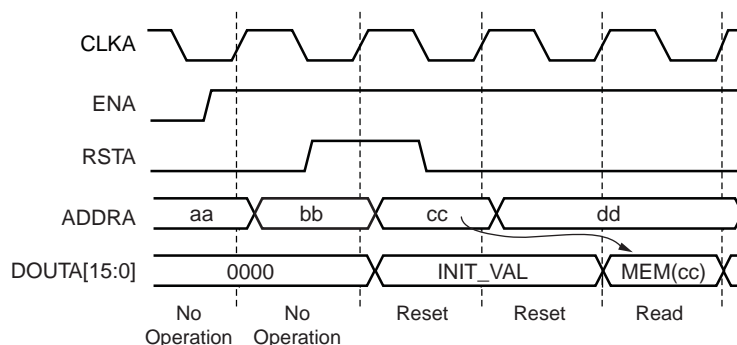 CLKA
ENA
RSTA
ADDRA aa bb cc dd
DOUTA[15:0] 0000 INIT_VAL MEM(cc)
No Operation No Operation Reset Reset Read